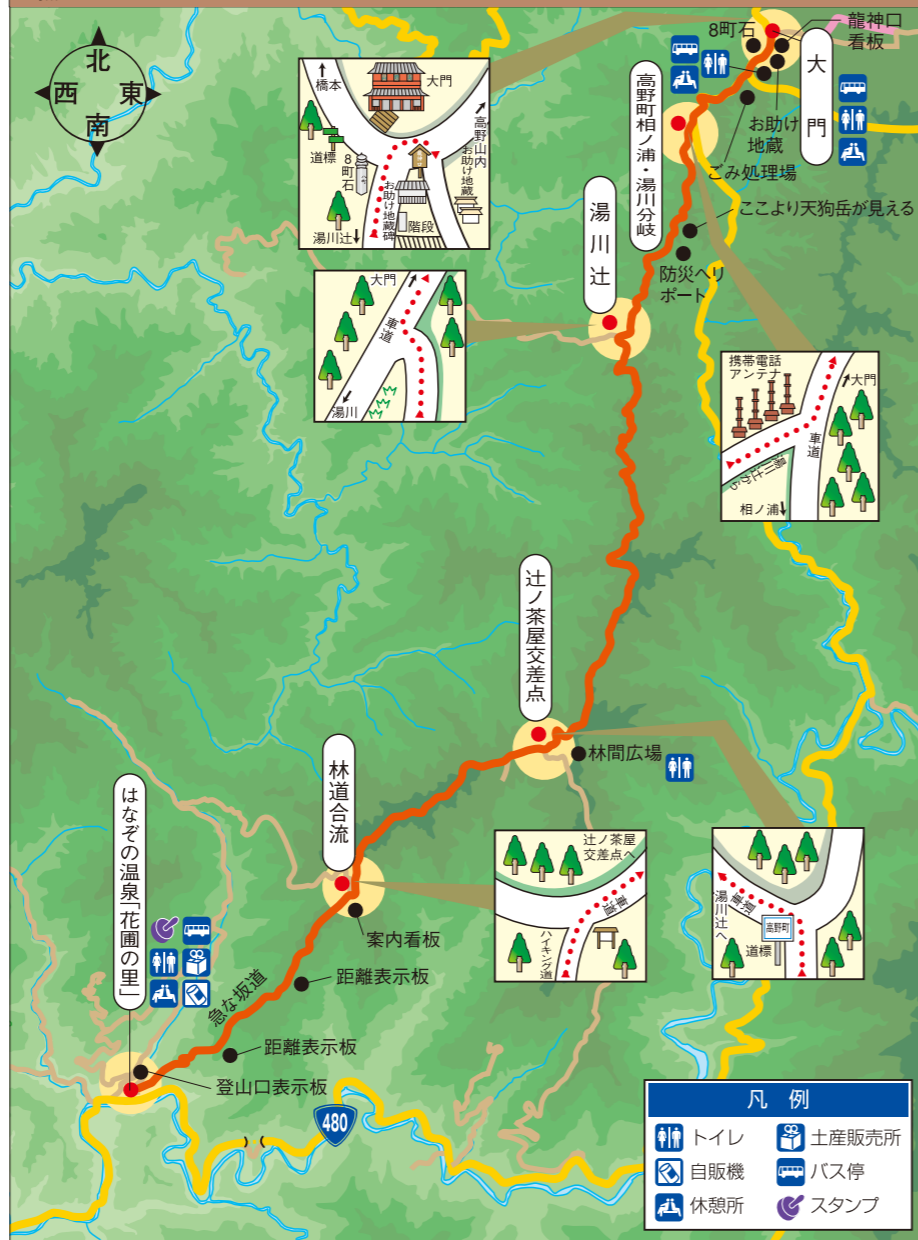 北
西 東
南
8町石
龍神口
看板
大門
お助け
地蔵
ごみ処理場
高野町相ノ浦・湯川分岐
ここより天狗岳が見える
防災ヘリ
ポート
湯川辻
橋本
大門
高野山内
お助け地蔵
道標
8町石
お助け地蔵碑
階段
湯川辻
大門
車道
湯川
携帯電話
アンテナ
大門
車道
湯川辻から
相ノ浦
辻ノ茶屋交差点
林間広場
林道合流
案内看板
距離表示板
急な坂道
距離表示板
登山口表示板
はなぞの温泉「花圃の里」
辻ノ茶屋
交差点へ
車道
ハイキング道
湯川辻へ
車道
高野町
道標
480
凡例
トイレ
土産販売所
自販機
バス停
休憩所
スタンプ